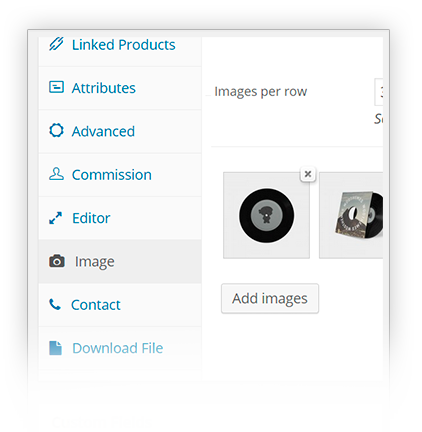 Linked Products
Attributes
Advanced
Commission
Editor
Image
Contact
Download File
Images per row
Add images